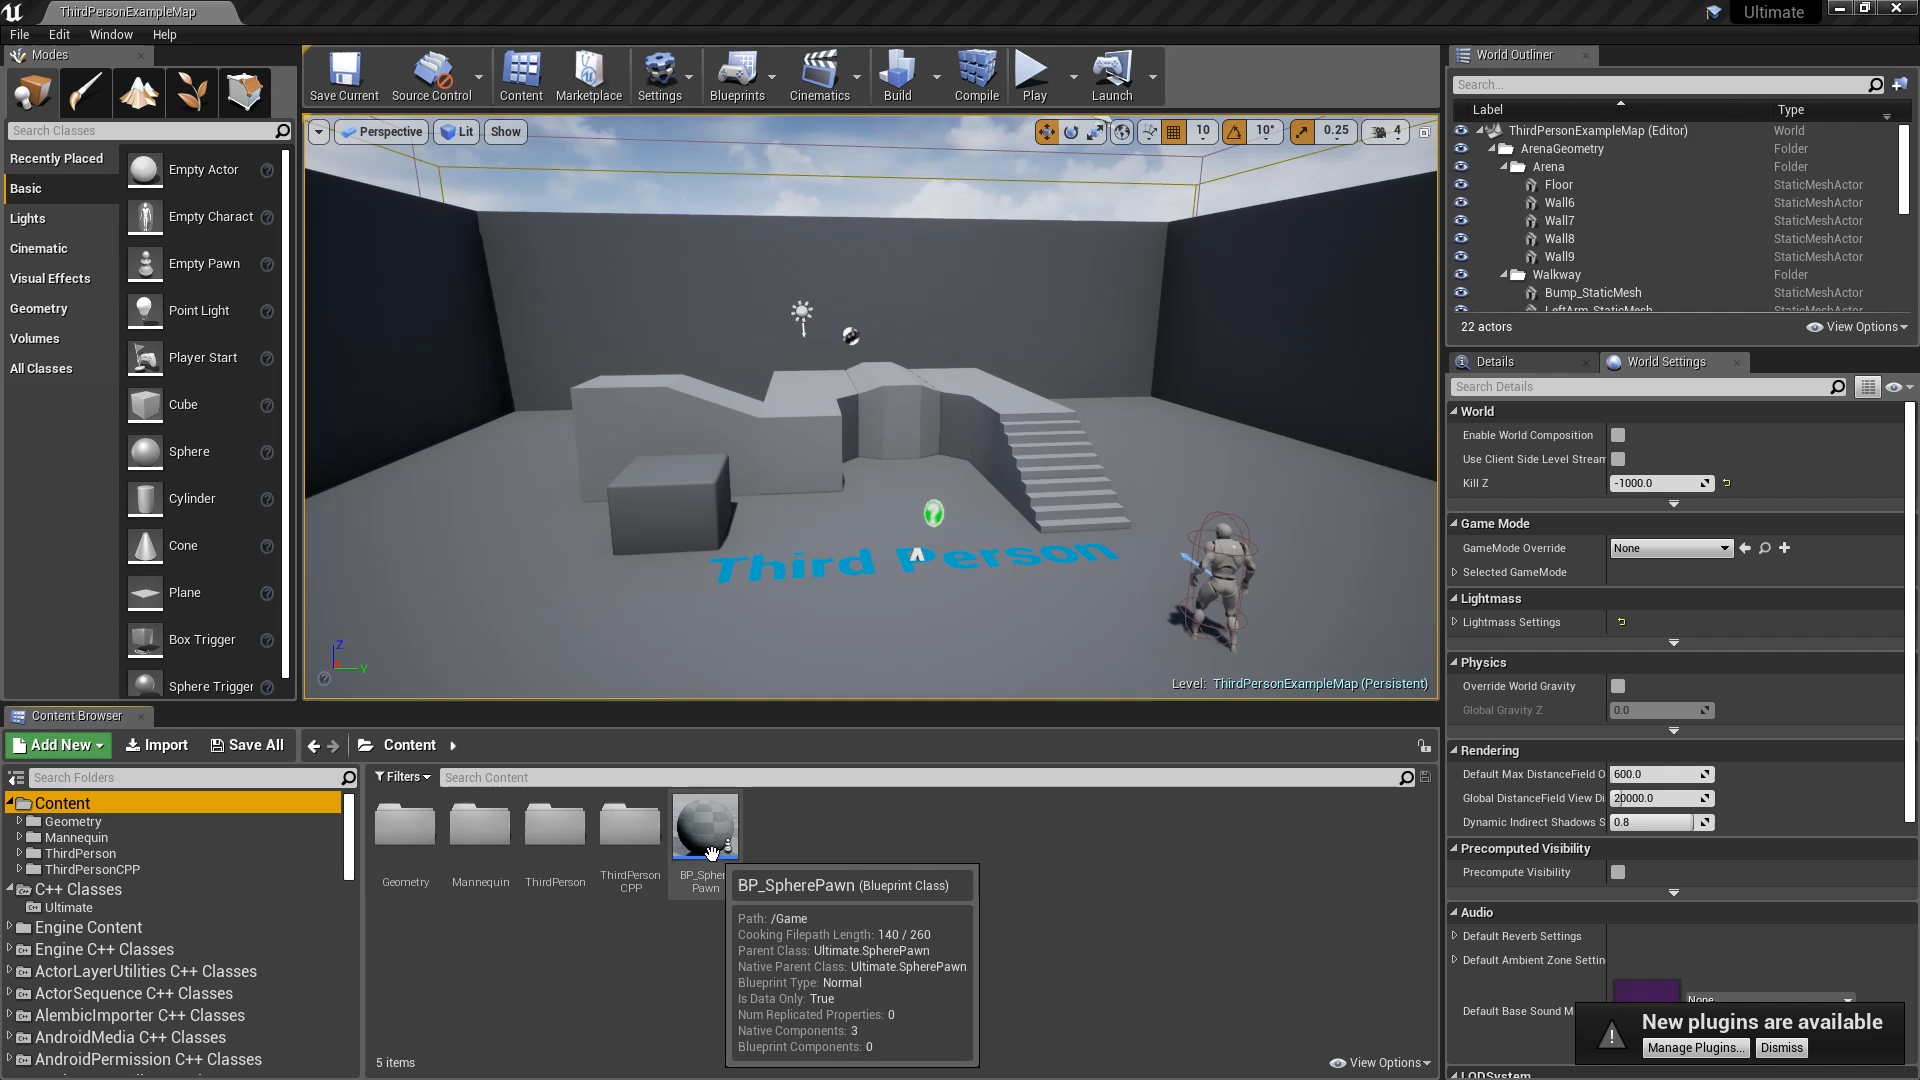 ThirdPersonExampleMap
Ultimate
File Edit Window Help
Modes
Search Classes
Recently Placed
Basic
Lights
Cinematic
Visual Effects
Geometry
Volumes
All Classes
Empty Actor
Empty Charact
Empty Pawn
Point Light
Player Start
Cube
Sphere
Cylinder
Cone
Plane
Box Trigger
Sphere Trigger
Save Current Source Control Content Marketplace Settings Blueprints Cinematics Build Compile Play Launch
Perspective Lit Show
10 10° 0.25 4
Third Person
Z
Y
Level: ThirdPersonExampleMap (Persistent)
World Outliner
Search...
Label Type
ThirdPersonExampleMap (Editor) World
ArenaGeometry Folder
Arena Folder
Floor StaticMeshActor
Wall6 StaticMeshActor
Wall7 StaticMeshActor
Wall8 StaticMeshActor
Wall9 StaticMeshActor
Walkway Folder
Bump_StaticMesh StaticMeshActor
LeftArm_StaticMesh StaticMeshActor
22 actors View Options
Details World Settings
Search Details
World
Enable World Composition
Use Client Side Level Stream
Kill Z -1000.0
Game Mode
GameMode Override None
Selected GameMode
Lightmass
Lightmass Settings
Physics
Override World Gravity
Global Gravity Z 0.0
Rendering
Default Max DistanceField O 600.0
Global DistanceField View Di 20000.0
Dynamic Indirect Shadows S 0.8
Precomputed Visibility
Precompute Visibility
Audio
Default Reverb Settings
Default Ambient Zone Settin
Default Base Sound M None
LODSystem
New plugins are available
Manage Plugins... Dismiss
Content Browser
Add New Import Save All Content
Search Folders
Filters Search Content
Content
Geometry
Mannequin
ThirdPerson
ThirdPersonCPP
C++ Classes
Ultimate
Engine Content
Engine C++ Classes
ActorLayerUtilities C++ Classes
ActorSequence C++ Classes
AlembicImporter C++ Classes
AndroidMedia C++ Classes
AndroidPermission C++ Classes
Geometry
Mannequin
ThirdPerson
ThirdPerson
CPP
BP_Spher
Pawn
BP_SpherePawn (Blueprint Class)
Path: /Game
Cooking Filepath Length: 140 / 260
Parent Class: Ultimate.SpherePawn
Native Parent Class: Ultimate.SpherePawn
Blueprint Type: Normal
Is Data Only: True
Num Replicated Properties: 0
Native Components: 3
Blueprint Components: 0
5 items View Options